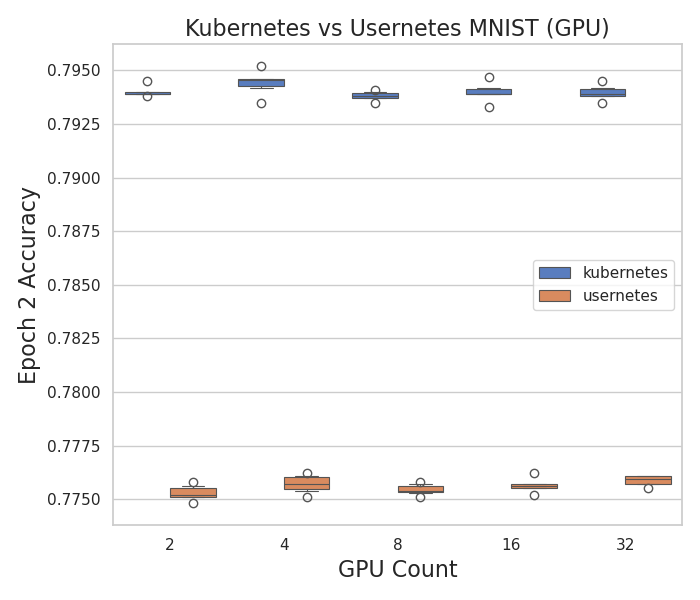 Kubernetes vs Usernetes MNIST (GPU)
Epoch 2 Accuracy
0.7950
0.7925
0.7900
0.7875
0.7850
0.7825
0.7800
0.7775
0.7750
kubernetes
usernetes
2 4 8 16 32
GPU Count